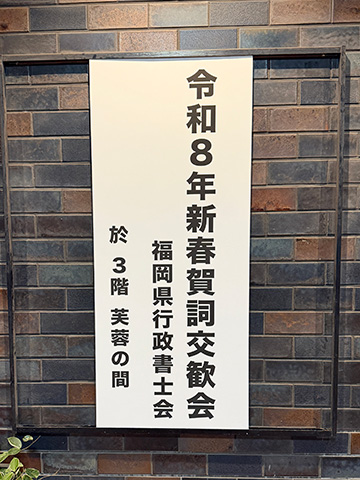 令和8年新春賀詞交歓会
福岡県行政書士会
於 3階 芙蓉の間